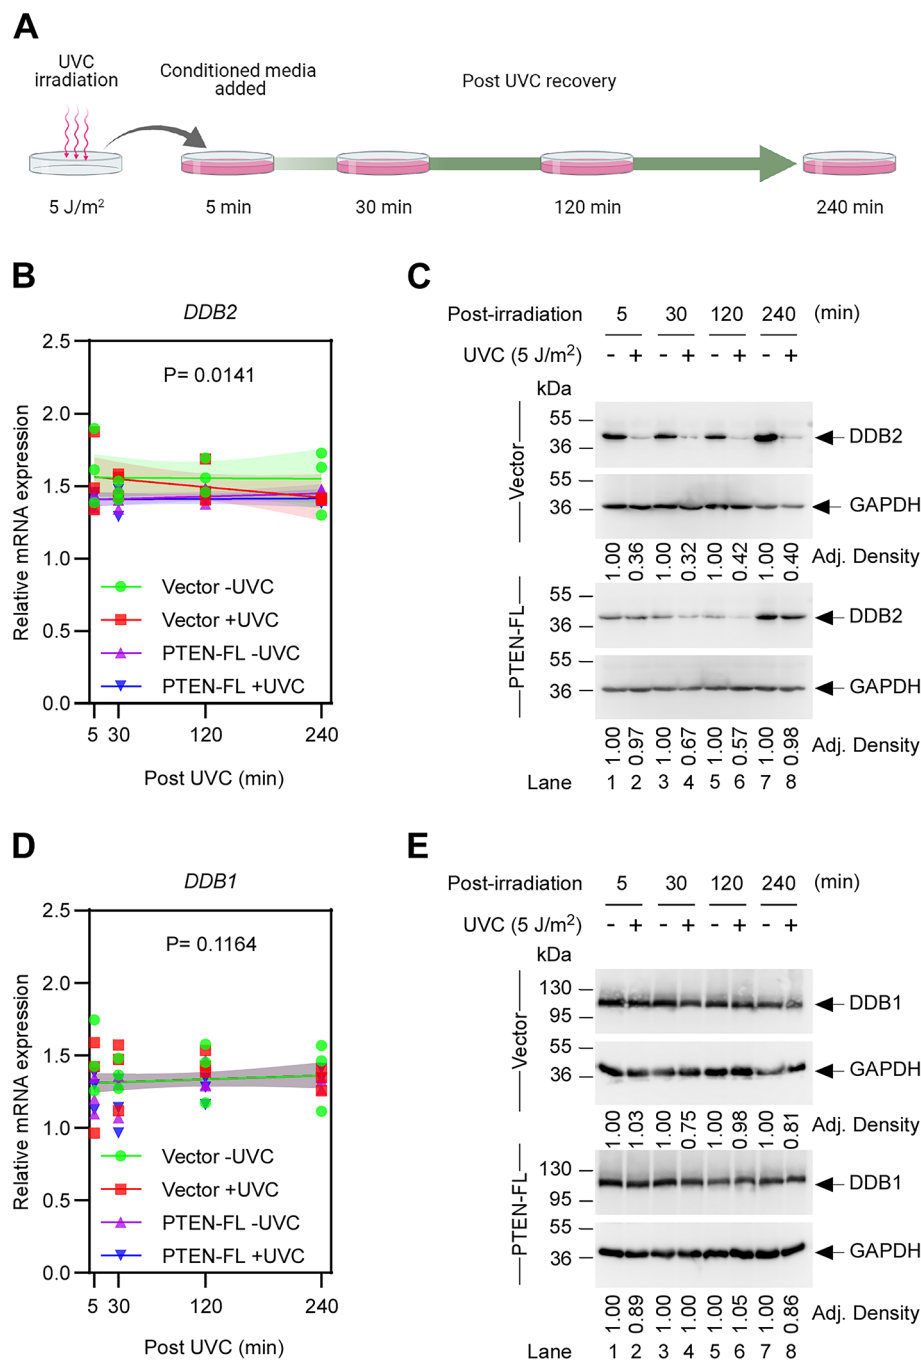 A
UVC
irradiation
Conditioned media
added
Post UVC recovery
5 J/m²
5 min
30 min
120 min
240 min
B
DDB2
P= 0.0141
Relative mRNA expression
2.5
2.0
1.5
1.0
0.5
0.0
Vector -UVC
Vector +UVC
PTEN-FL -UVC
PTEN-FL +UVC
5 30 120 240
Post UVC (min)
C
Post-irradiation 5 30 120 240 (min)
UVC (5 J/m²) - + - + - + - +
kDa
Vector
55
36
DDB2
55
36
GAPDH
1.00 0.36 1.00 0.32 1.00 0.42 1.00 0.40 Adj. Density
PTEN-FL
55
36
DDB2
55
36
GAPDH
1.00 0.97 1.00 0.67 1.00 0.57 1.00 0.98 Adj. Density
Lane 1 2 3 4 5 6 7 8
D
DDB1
P= 0.1164
Relative mRNA expression
2.5
2.0
1.5
1.0
0.5
0.0
Vector -UVC
Vector +UVC
PTEN-FL -UVC
PTEN-FL +UVC
5 30 120 240
Post UVC (min)
E
Post-irradiation 5 30 120 240 (min)
UVC (5 J/m²) - + - + - + - +
kDa
Vector
130
95
DDB1
55
36
GAPDH
1.00 1.03 1.00 0.75 1.00 0.98 1.00 0.81 Adj. Density
PTEN-FL
130
95
DDB1
55
36
GAPDH
1.00 0.89 1.00 1.00 1.00 1.05 1.00 0.86 Adj. Density
Lane 1 2 3 4 5 6 7 8